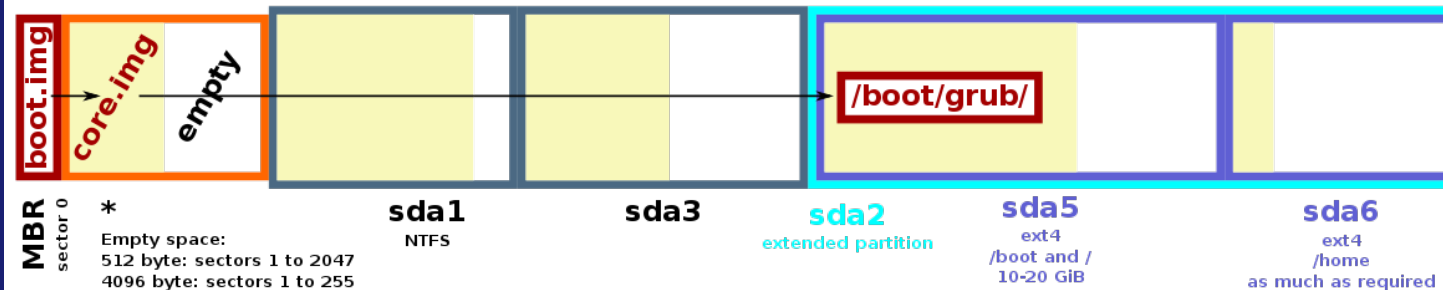 boot.img
core.img
empty
/boot/grub/
MBR
sector 0
*
Empty space:
512 byte: sectors 1 to 2047
4096 byte: sectors 1 to 255
sda1
NTFS
sda3
sda2
extended partition
sda5
ext4
/boot and /
10-20 GiB
sda6
ext4
/home
as much as required